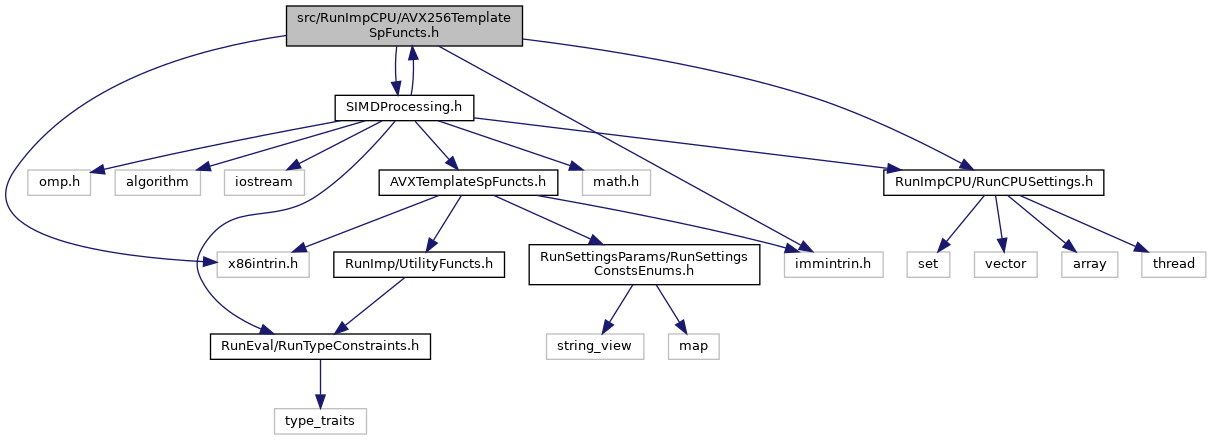 src/RunImpCPU/AVX256Template
SpFuncts.h
SIMDProcessing.h
omp.h
algorithm
iostream
AVXTemplateSpFuncts.h
math.h
RunImpCPU/RunCPUSettings.h
x86intrin.h
RunImp/UtilityFuncts.h
RunSettingsParams/RunSettings
ConstsEnums.h
immintrin.h
set
vector
array
thread
RunEval/RunTypeConstraints.h
string_view
map
type_traits